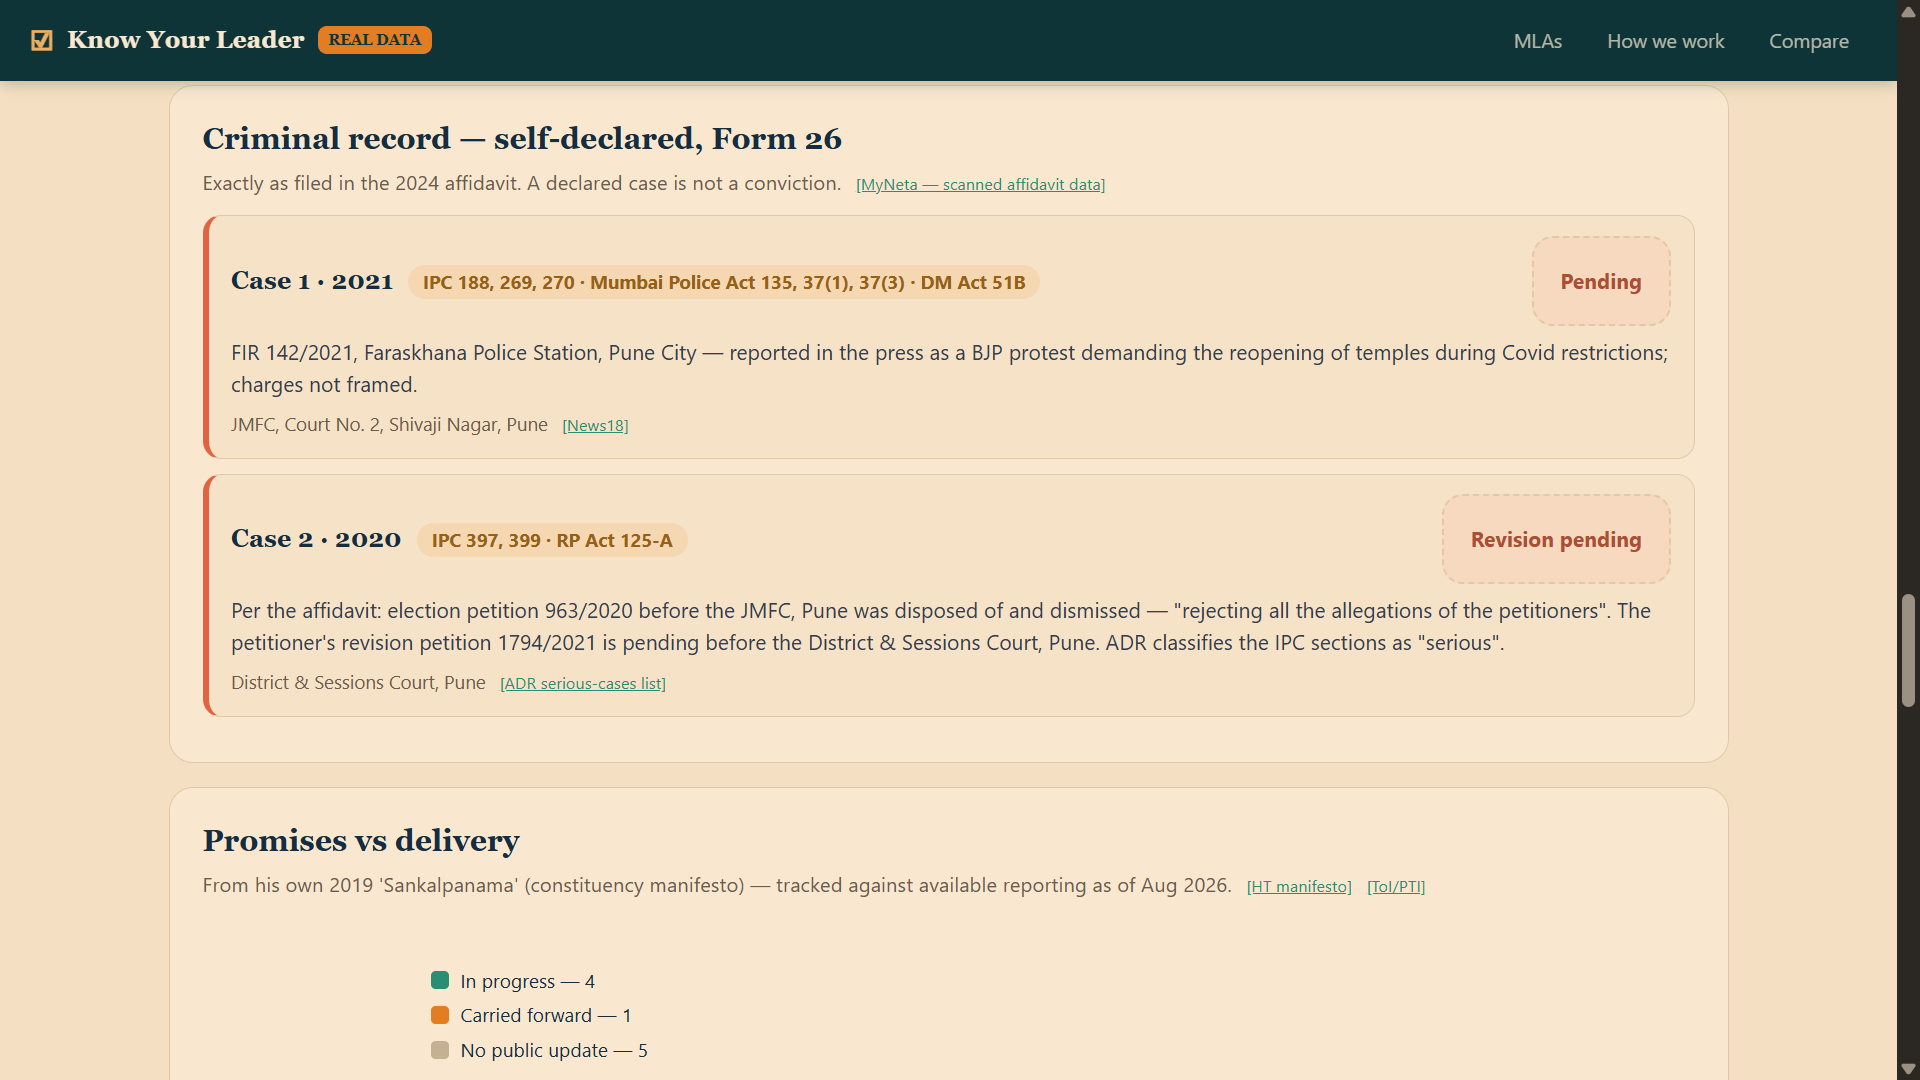 Know Your Leader REAL DATA MLAs How we work Compare
Criminal record — self-declared, Form 26
Exactly as filed in the 2024 affidavit. A declared case is not a conviction. [MyNeta — scanned affidavit data]
Case 1 · 2021 IPC 188, 269, 270 · Mumbai Police Act 135, 37(1), 37(3) · DM Act 51B Pending
FIR 142/2021, Faraskhana Police Station, Pune City — reported in the press as a BJP protest demanding the reopening of temples during Covid restrictions;
charges not framed.
JMFC, Court No. 2, Shivaji Nagar, Pune [News18]
Case 2 · 2020 IPC 397, 399 · RP Act 125-A Revision pending
Per the affidavit: election petition 963/2020 before the JMFC, Pune was disposed of and dismissed — "rejecting all the allegations of the petitioners". The
petitioner's revision petition 1794/2021 is pending before the District & Sessions Court, Pune. ADR classifies the IPC sections as "serious".
District & Sessions Court, Pune [ADR serious-cases list]
Promises vs delivery
From his own 2019 'Sankalpanama' (constituency manifesto) — tracked against available reporting as of Aug 2026. [HT manifesto] [ToI/PTI]
In progress — 4
Carried forward — 1
No public update — 5